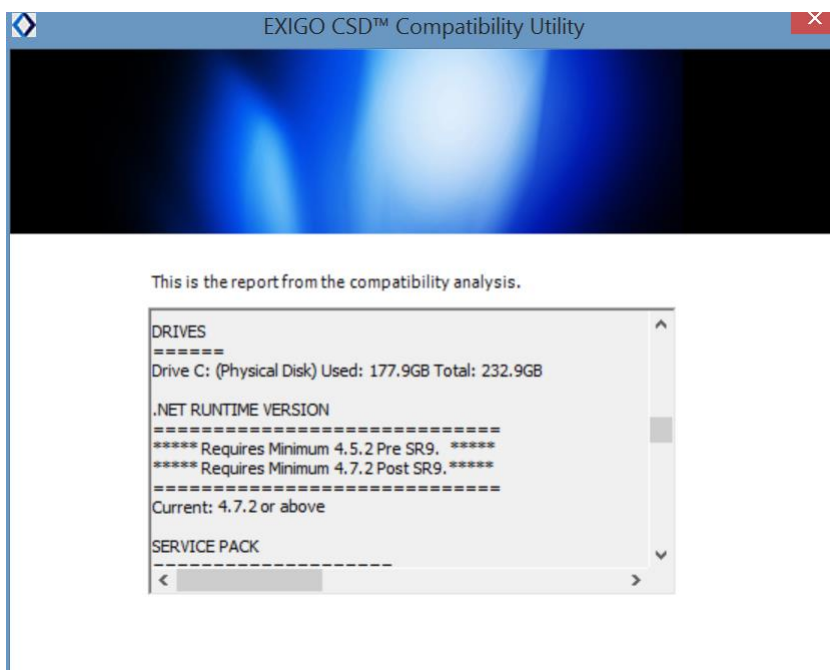 EXIGO CSD™ Compatibility Utility
This is the report from the compatibility analysis.
DRIVES
======
Drive C: (Physical Disk) Used: 177.9GB Total: 232.9GB
.NET RUNTIME VERSION
=============================
***** Requires Minimum 4.5.2 Pre SR9. *****
***** Requires Minimum 4.7.2 Post SR9.*****
=============================
Current: 4.7.2 or above
SERVICE PACK
====================